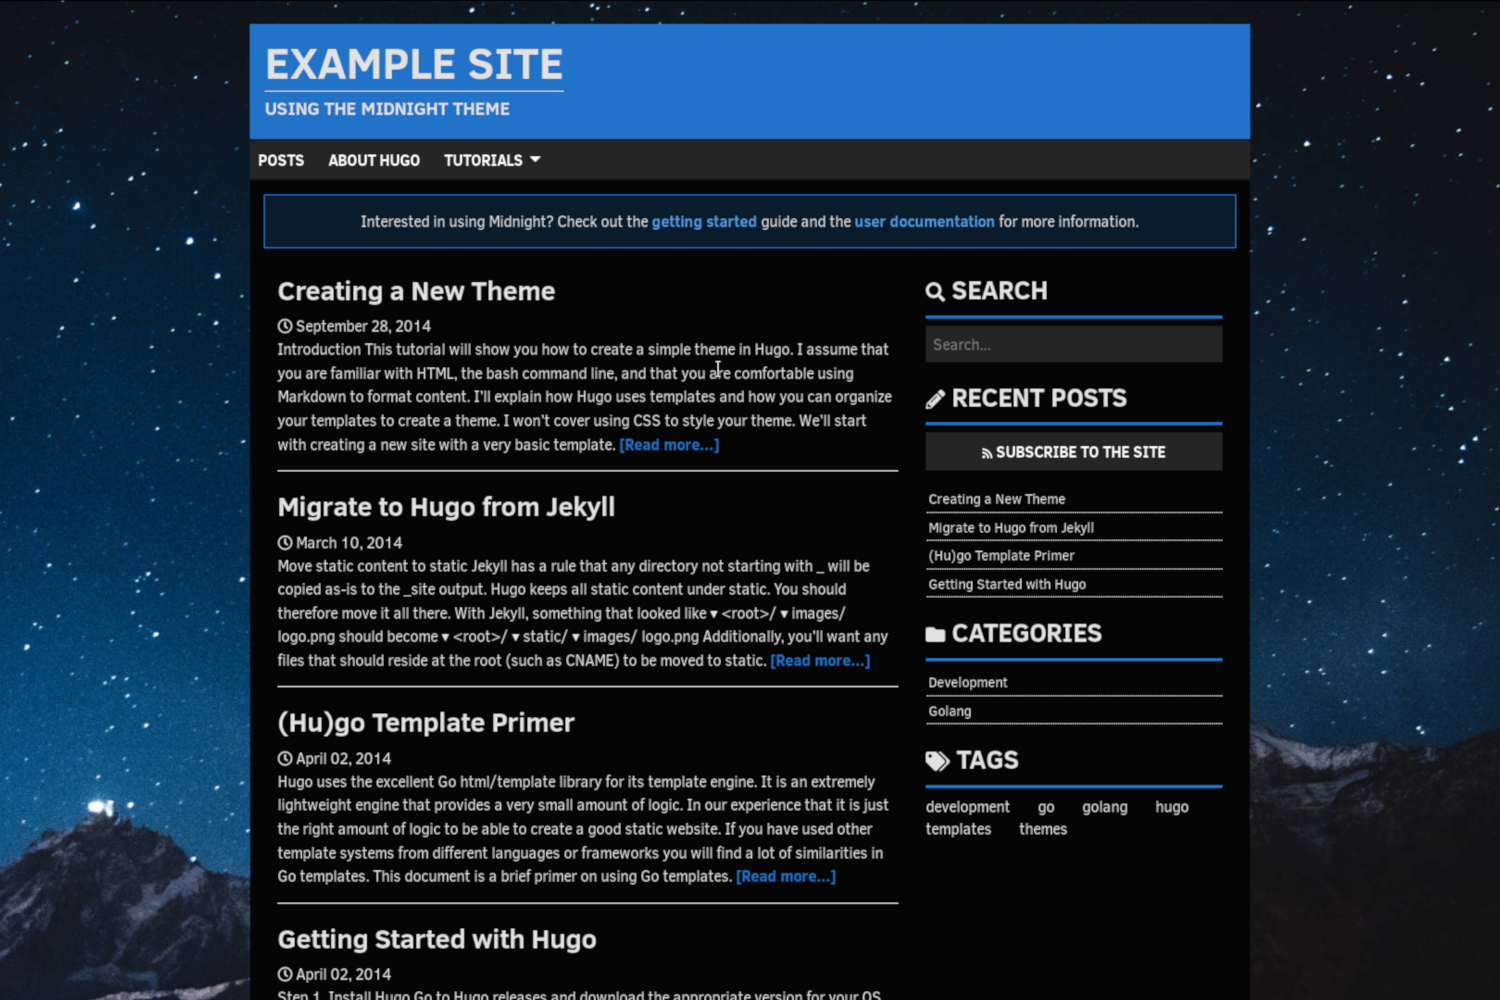 EXAMPLE SITE
USING THE MIDNIGHT THEME
POSTS ABOUT HUGO TUTORIALS
Interested in using Midnight? Check out the getting started guide and the user documentation for more information.
Creating a New Theme
September 28, 2014
Introduction This tutorial will show you how to create a simple theme in Hugo. I assume that
you are familiar with HTML, the bash command line, and that you are comfortable using
Markdown to format content. I'll explain how Hugo uses templates and how you can organize
your templates to create a theme. I won't cover using CSS to style your theme. We'll start
with creating a new site with a very basic template. [Read more...]
Migrate to Hugo from Jekyll
March 10, 2014
Move static content to static Jekyll has a rule that any directory not starting with _ will be
copied as-is to the _site output. Hugo keeps all static content under static. You should
therefore move it all there. With Jekyll, something that looked like ▾ <root>/ ▾ images/
logo.png should become ▾ <root>/ ▾ static/ ▾ images/ logo.png Additionally, you'll want any
files that should reside at the root (such as CNAME) to be moved to static. [Read more...]
(Hu)go Template Primer
April 02, 2014
Hugo uses the excellent Go html/template library for its template engine. It is an extremely
lightweight engine that provides a very small amount of logic. In our experience that it is just
the right amount of logic to be able to create a good static website. If you have used other
template systems from different languages or frameworks you will find a lot of similarities in
Go templates. This document is a brief primer on using Go templates. [Read more...]
Getting Started with Hugo
April 02, 2014
Step 1. Install Hugo Go to Hugo releases and download the appropriate version for your OS
SEARCH
Search...
RECENT POSTS
SUBSCRIBE TO THE SITE
Creating a New Theme
Migrate to Hugo from Jekyll
(Hu)go Template Primer
Getting Started with Hugo
CATEGORIES
Development
Golang
TAGS
development go golang hugo
templates themes